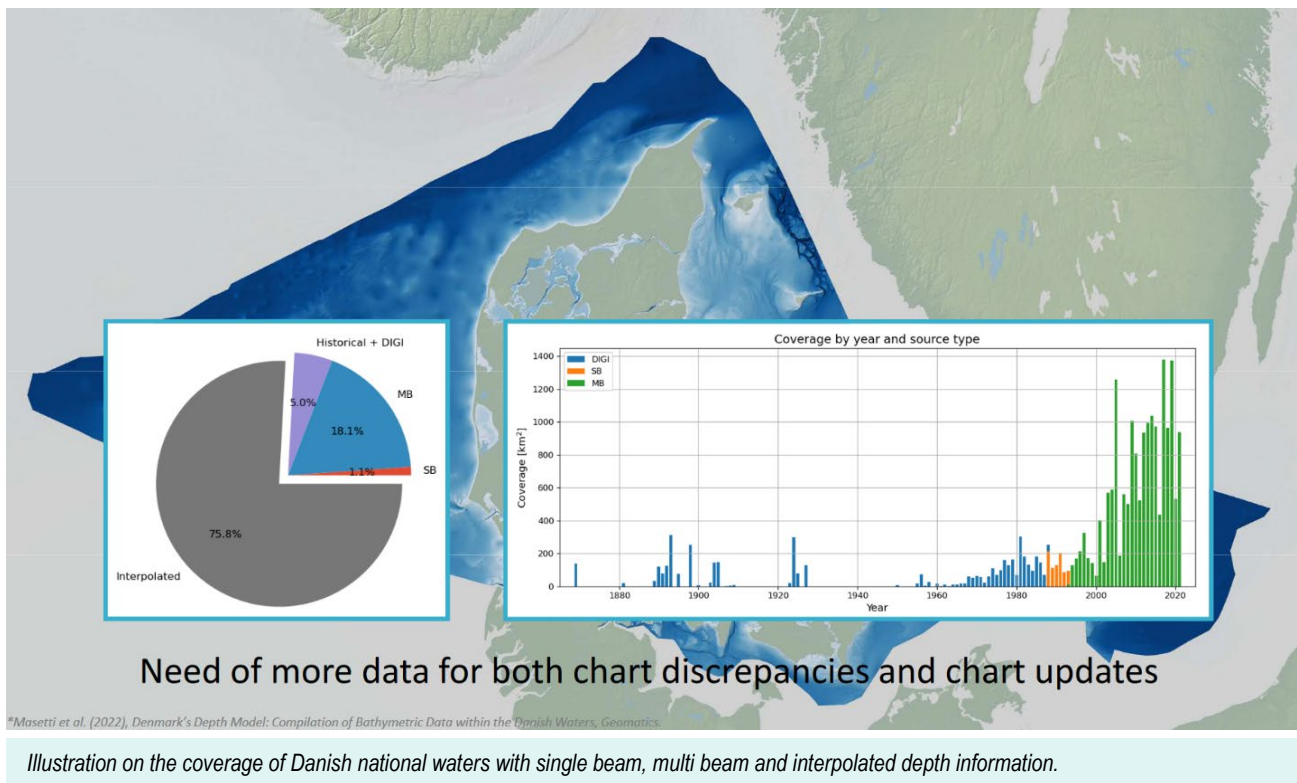 Historical + DIGI
MB
5.0%
18.1%
1.1%
SB
75.8%
Interpolated
Coverage by year and source type
DIGI
SB
MB
Coverage [km²]
1400
1200
1000
800
600
400
200
0
1880
1900
1920
1940
1960
1980
2000
2020
Year
Need of more data for both chart discrepancies and chart updates
*Masetti et al. (2022), Denmark's Depth Model: Compilation of Bathymetric Data within the Danish Waters, Geomatics.
Illustration on the coverage of Danish national waters with single beam, multi beam and interpolated depth information.